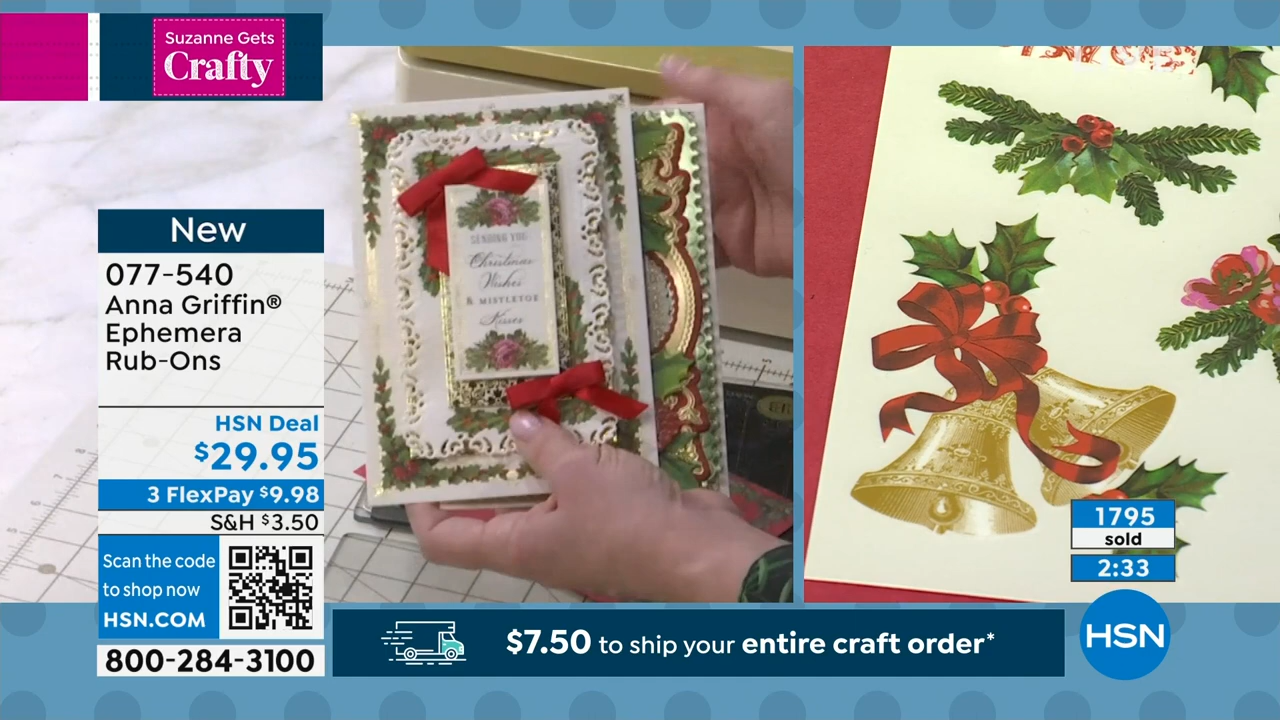 Suzanne Gets
Crafty
New
077-540
Anna Griffin®
Ephemera
Rub-Ons
HSN Deal
$29.95
3 FlexPay $9.98
S&H $3.50
Scan the code
to shop now
HSN.COM
800-284-3100
SENDING YOU
Christmas
Wishes
& MISTLETOE
Kisses
1795
sold
2:33
$7.50 to ship your entire craft order*
HSN